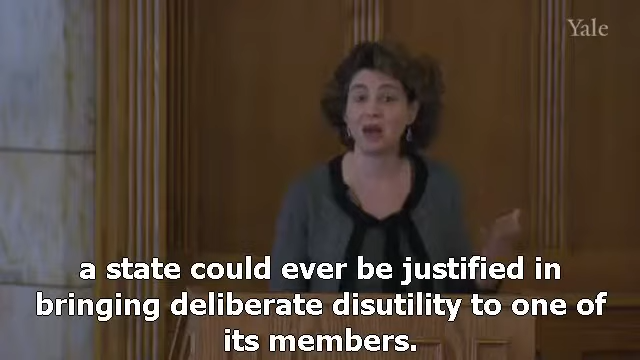 Yale
a state could ever be justified in
bringing deliberate disutility to one of
its members.